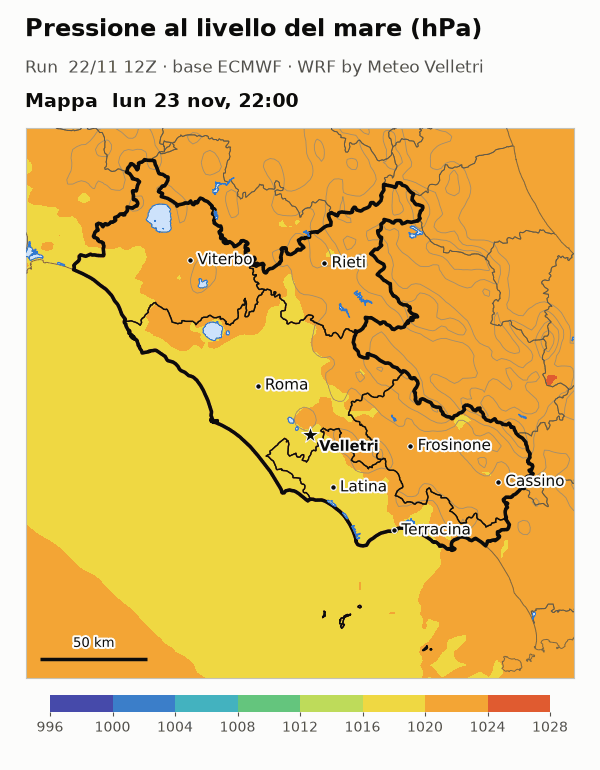 Pressione al livello del mare (hPa)
Run  22/11 12Z · base ECMWF · WRF by Meteo Velletri
Mappa  lun 23 nov, 22:00
Viterbo
Rieti
Roma
Velletri
Frosinone
Cassino
Latina
Terracina
50 km
996 1000 1004 1008 1012 1016 1020 1024 1028